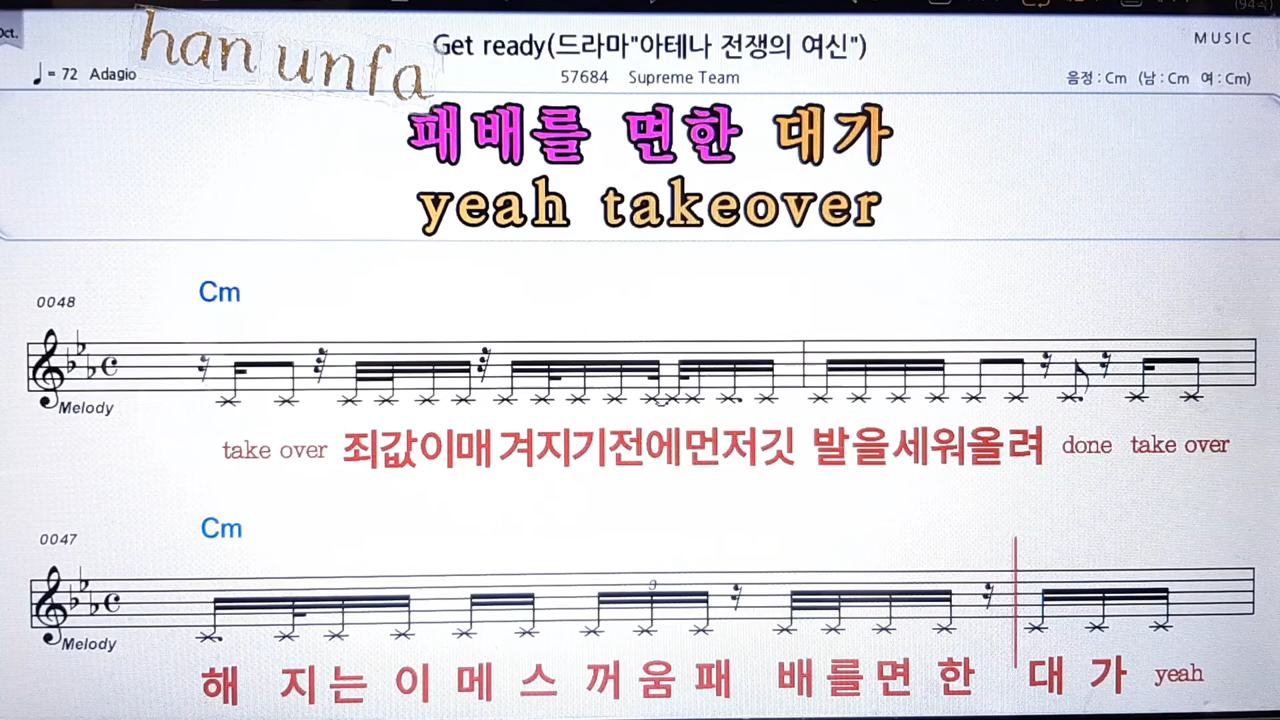 Oct.
han unfa
Get ready(드라마"아테나 전쟁의 여신")
MUSIC
♩= 72 Adagio
57684 Supreme Team
음정 : Cm (남 : Cm 여 : Cm)
패배를 면한 대가
yeah takeover
0048
Cm
Melody
take over 죄값이매 겨지기전에먼저깃 발을세워올려 done take over
0047
Cm
3
Melody
해 지는 이 메 스 꺼 움 패 배를면 한 대 가 yeah